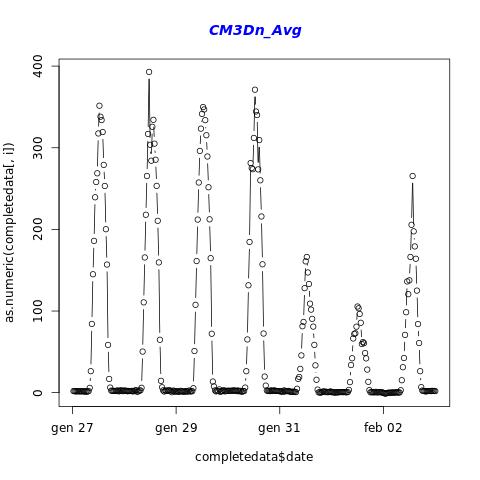 CM3Dn_Avg
as.numeric(completedata[, i])
400
300
200
100
0
gen 27
gen 29
gen 31
feb 02
completedata$date